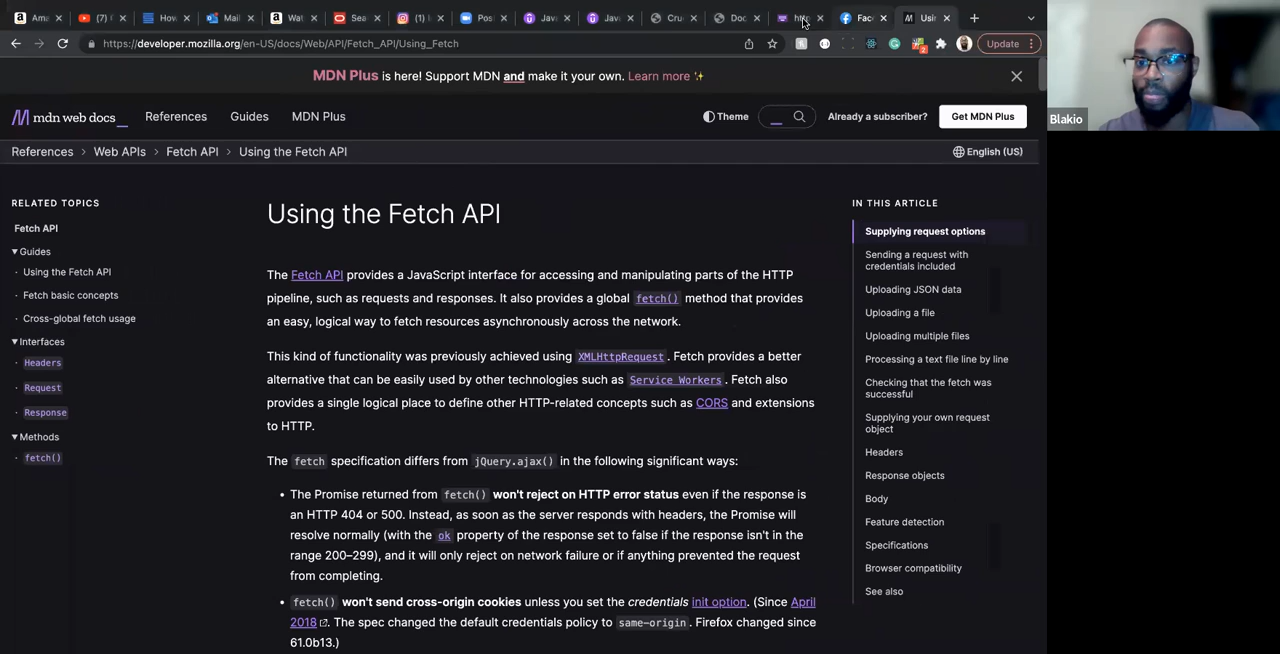 Ama
(7) F
How
Mail
Wat
Sea
(1) I
Pos
Java
Java
Cru
Doc
http
Face
Usin
https://developer.mozilla.org/en-US/docs/Web/API/Fetch_API/Using_Fetch
Update
MDN Plus is here! Support MDN and make it your own. Learn more ✨
mdn web docs_
References
Guides
MDN Plus
Theme
Already a subscriber?
Get MDN Plus
References > Web APIs > Fetch API > Using the Fetch API
English (US)
RELATED TOPICS
Fetch API
Guides
Using the Fetch API
Fetch basic concepts
Cross-global fetch usage
Interfaces
Headers
Request
Response
Methods
fetch()
Using the Fetch API
The Fetch API provides a JavaScript interface for accessing and manipulating parts of the HTTP
pipeline, such as requests and responses. It also provides a global fetch() method that provides
an easy, logical way to fetch resources asynchronously across the network.
This kind of functionality was previously achieved using XMLHttpRequest. Fetch provides a better
alternative that can be easily used by other technologies such as Service Workers. Fetch also
provides a single logical place to define other HTTP-related concepts such as CORS and extensions
to HTTP.
The fetch specification differs from jQuery.ajax() in the following significant ways:
• The Promise returned from fetch() won't reject on HTTP error status even if the response is
an HTTP 404 or 500. Instead, as soon as the server responds with headers, the Promise will
resolve normally (with the ok property of the response set to false if the response isn't in the
range 200–299), and it will only reject on network failure or if anything prevented the request
from completing.
• fetch() won't send cross-origin cookies unless you set the credentials init option. (Since April
2018. The spec changed the default credentials policy to same-origin. Firefox changed since
61.0b13.)
IN THIS ARTICLE
Supplying request options
Sending a request with
credentials included
Uploading JSON data
Uploading a file
Uploading multiple files
Processing a text file line by line
Checking that the fetch was
successful
Supplying your own request
object
Headers
Response objects
Body
Feature detection
Specifications
Browser compatibility
See also
Blakio